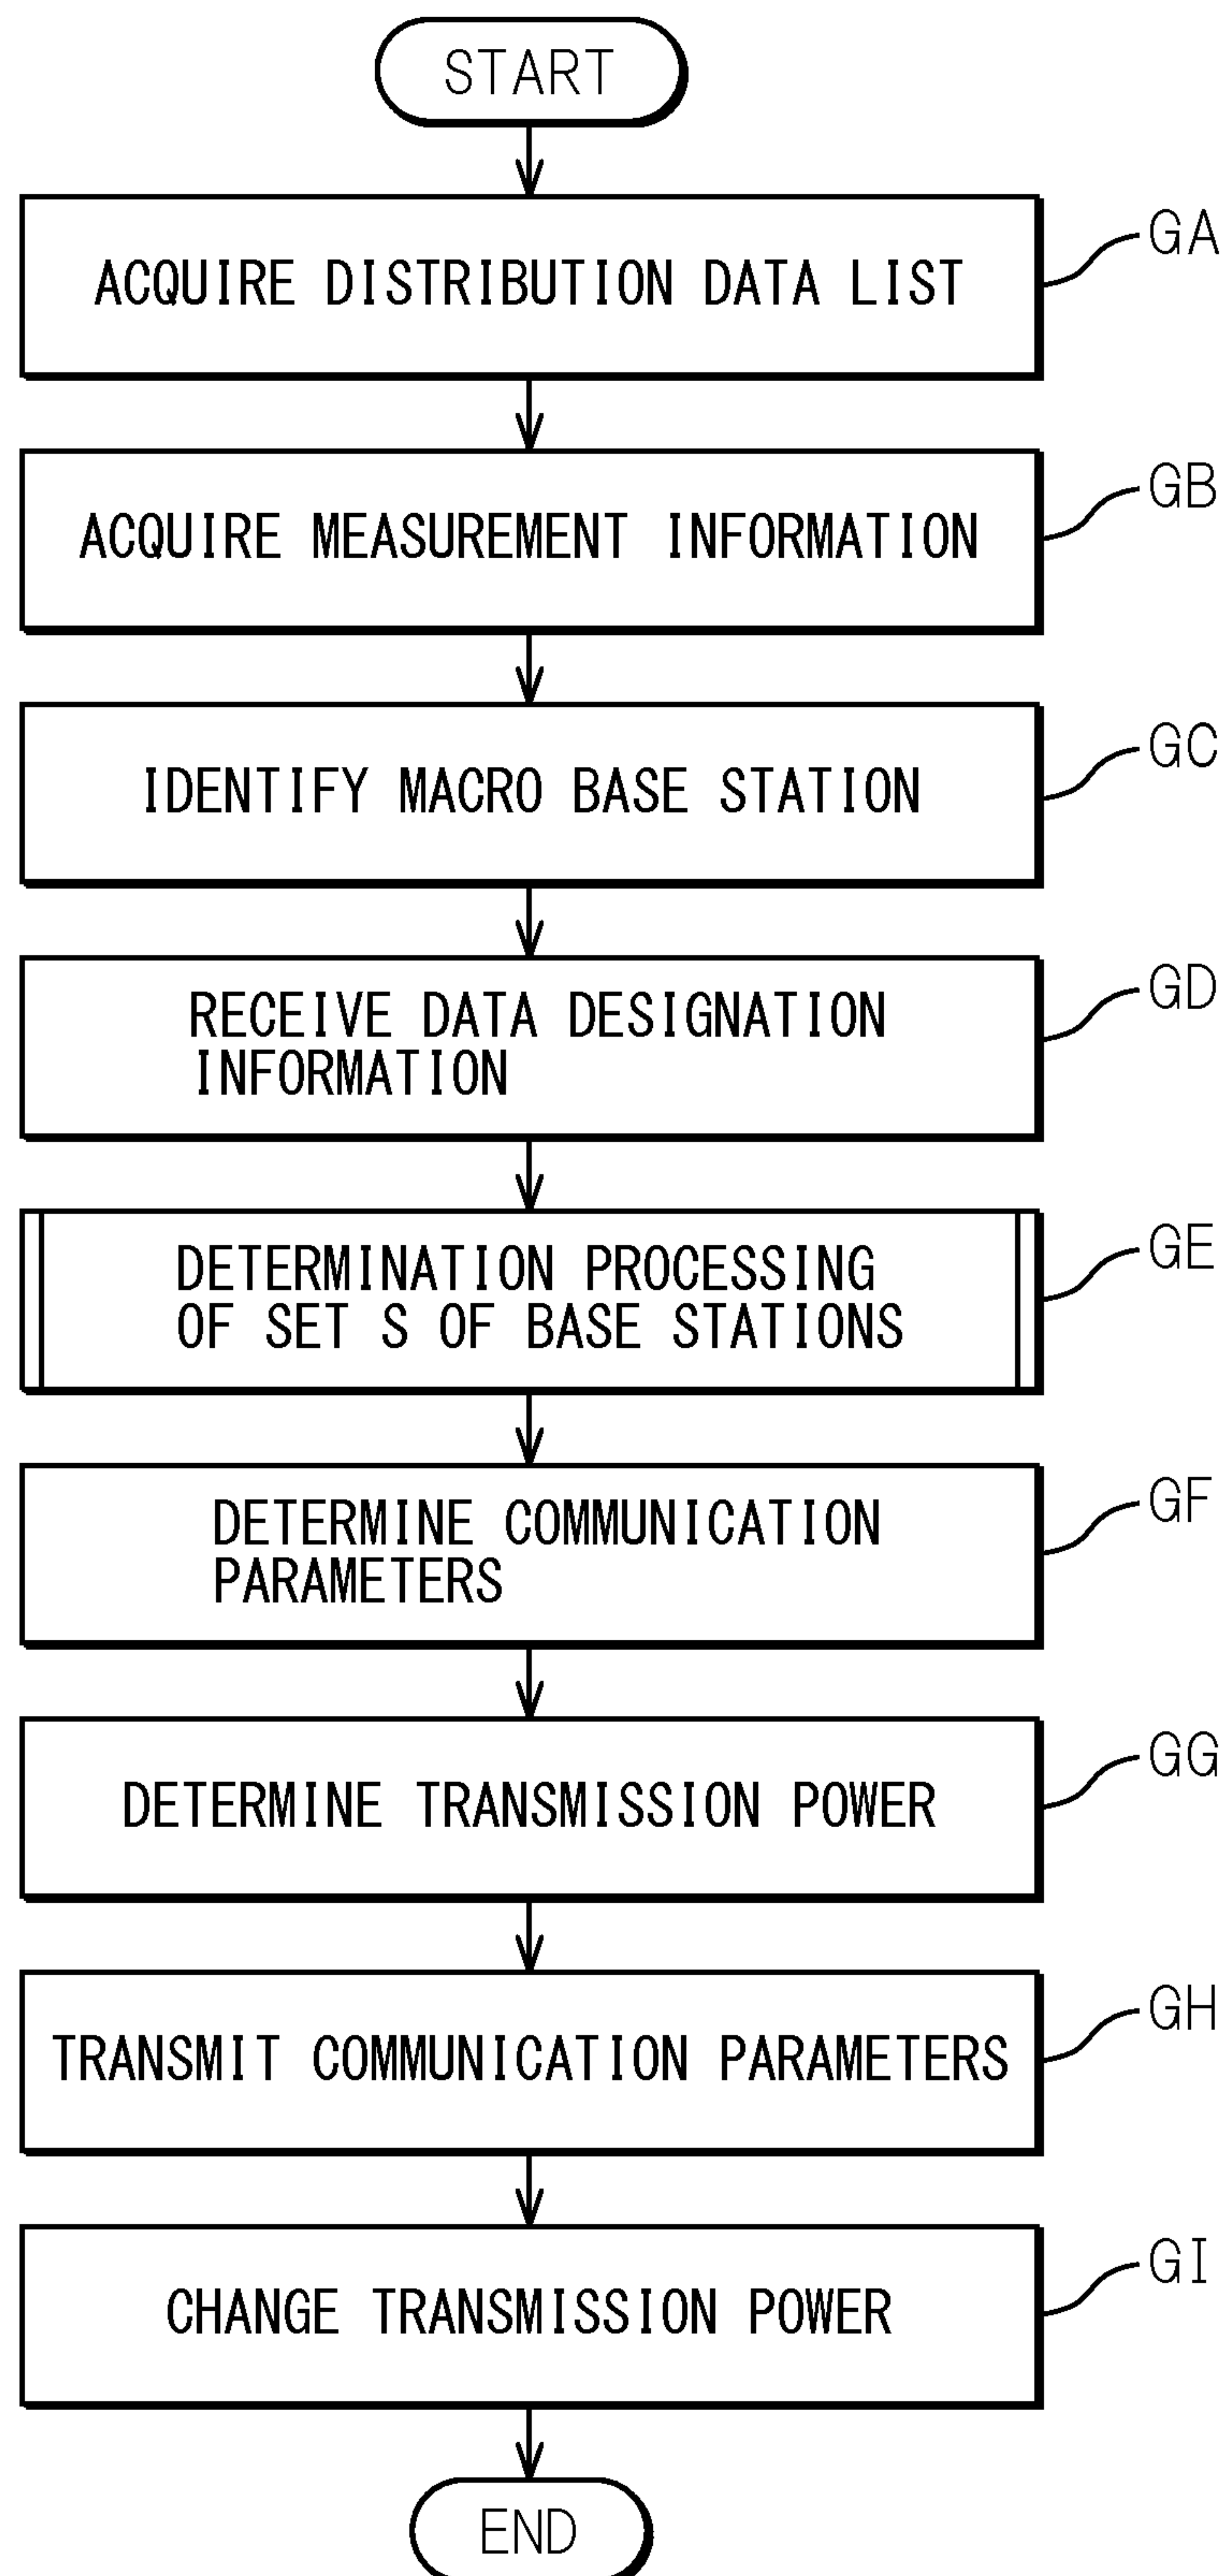 START
GA
ACQUIRE DISTRIBUTION DATA LIST
GB
ACQUIRE MEASUREMENT INFORMATION
GC
IDENTIFY MACRO BASE STATION
GD
RECEIVE DATA DESIGNATION
INFORMATION
GE
DETERMINATION PROCESSING
OF SET S OF BASE STATIONS
GF
DETERMINE COMMUNICATION
PARAMETERS
GG
DETERMINE TRANSMISSION POWER
GH
TRANSMIT COMMUNICATION PARAMETERS
GI
CHANGE TRANSMISSION POWER
END